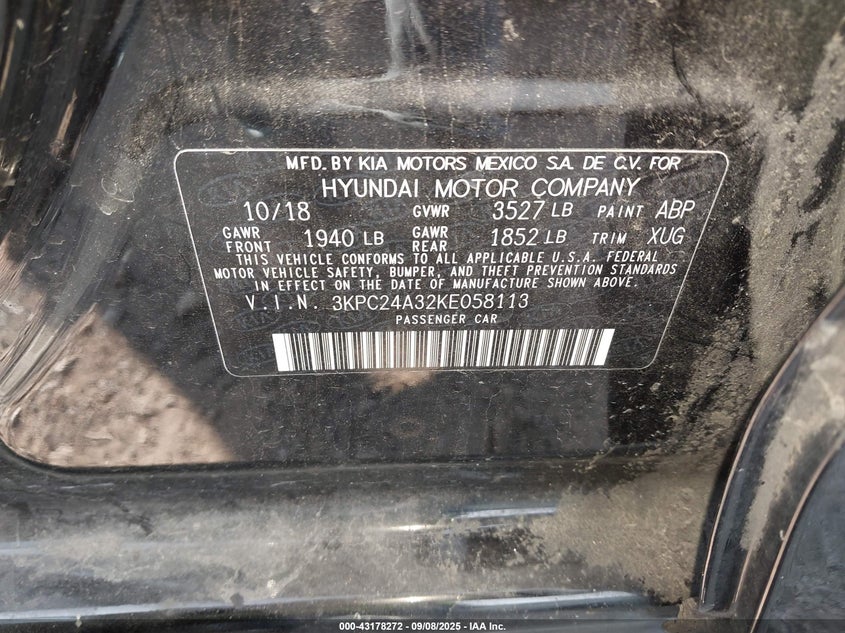 MFD. BY KIA MOTORS MEXICO S.A. DE C.V. FOR
HYUNDAI MOTOR COMPANY
10/18 GVWR 3527 LB PAINT ABP
GAWR FRONT 1940 LB GAWR REAR 1852 LB TRIM XUG
THIS VEHICLE CONFORMS TO ALL APPLICABLE U.S.A. FEDERAL
MOTOR VEHICLE SAFETY, BUMPER, AND THEFT PREVENTION STANDARDS
IN EFFECT ON THE DATE OF MANUFACTURE SHOWN ABOVE
V.I.N. 3KPC24A32KE058113
PASSENGER CAR
000-43178272 - 09/08/2025 - IAA Inc.